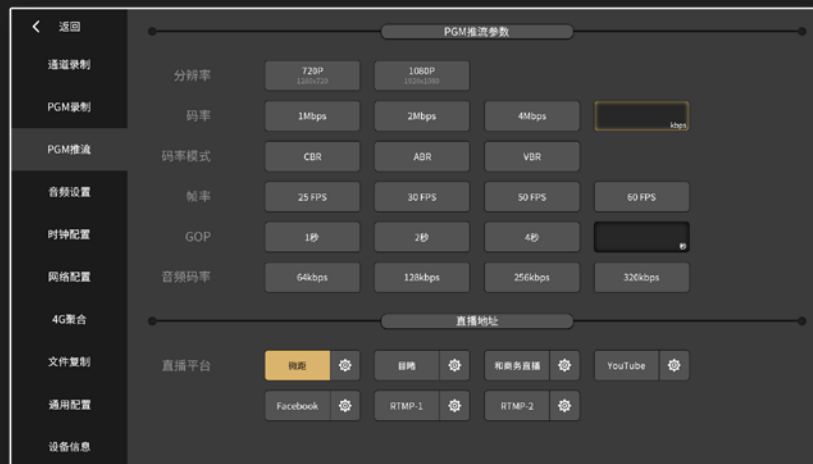 返回
通道录制
PGM录制
PGM推流
音频设置
时钟配置
网络配置
4G聚合
文件复制
通用配置
设备信息
PGM推流参数
分辨率 720P 1080P
1280x720 1920x1080
码率 1Mbps 2Mbps 4Mbps kbps
码率模式 CBR ABR VBR
帧率 25 FPS 30 FPS 50 FPS 60 FPS
GOP 1秒 2秒 4秒 秒
音频码率 64kbps 128kbps 256kbps 320kbps
直播地址
直播平台 微距 目睹 和商务直播 YouTube
Facebook RTMP-1 RTMP-2